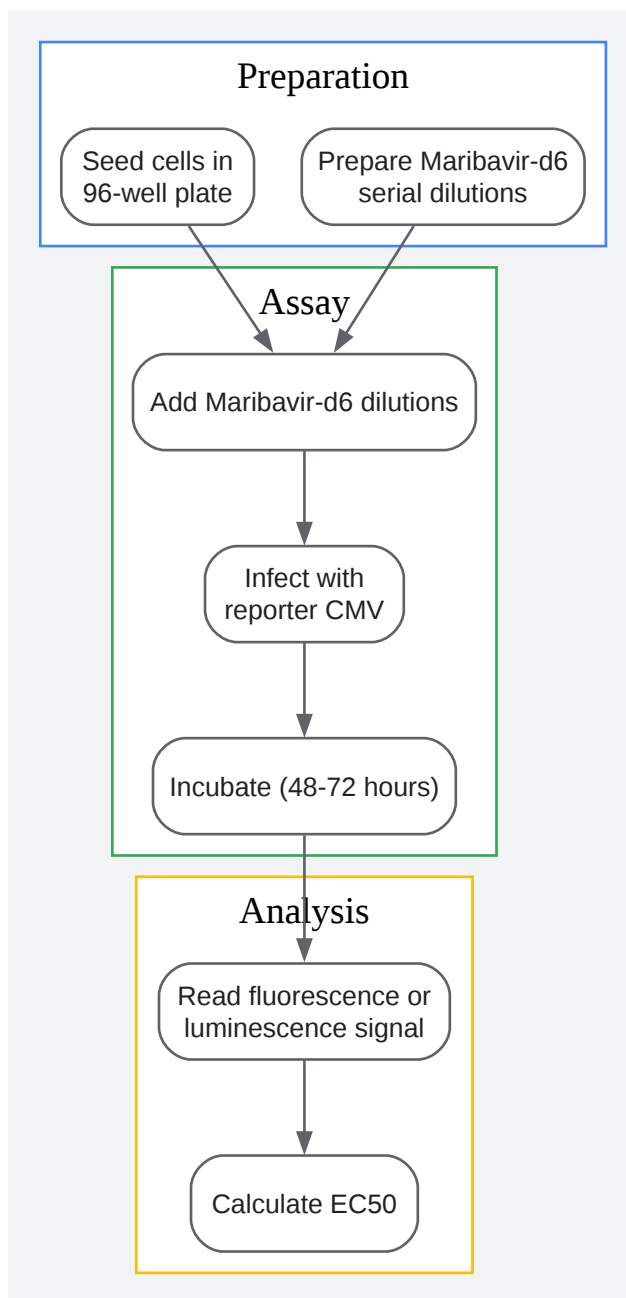 Preparation
Seed cells in
96-well plate
Prepare Maribavir-d6
serial dilutions
Assay
Add Maribavir-d6 dilutions
Infect with
reporter CMV
Incubate (48-72 hours)
Analysis
Read fluorescence or
luminescence signal
Calculate EC50